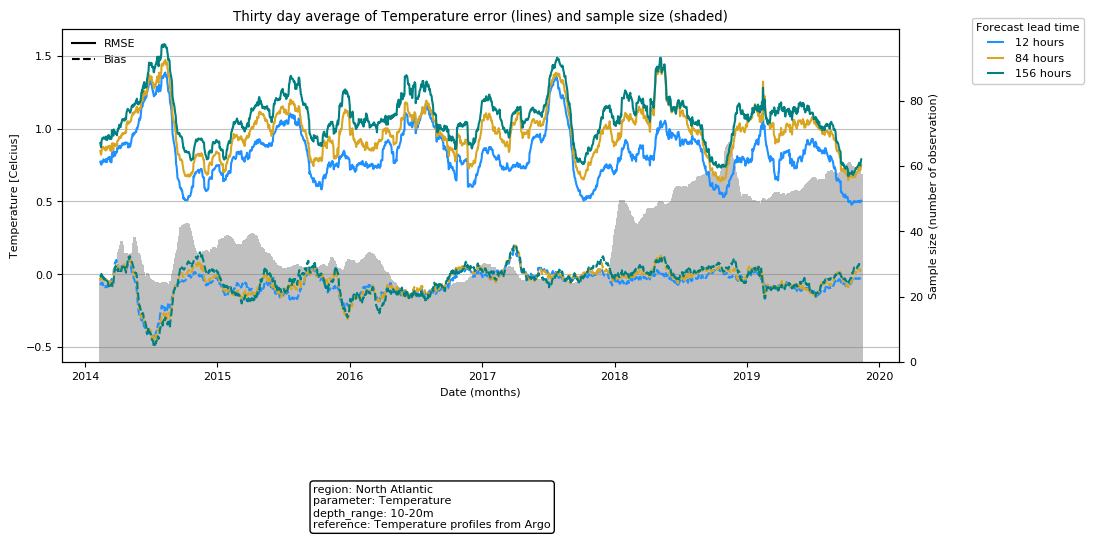 Thirty day average of Temperature error (lines) and sample size (shaded)
Forecast lead time
12 hours
84 hours
156 hours
RMSE
Bias
Temperature [Celcius]
1.5
1.0
0.5
0.0
−0.5
80
60
40
20
0
Sample size (number of observation)
2014 2015 2016 2017 2018 2019 2020
Date (months)
region: North Atlantic
parameter: Temperature
depth_range: 10-20m
reference: Temperature profiles from Argo